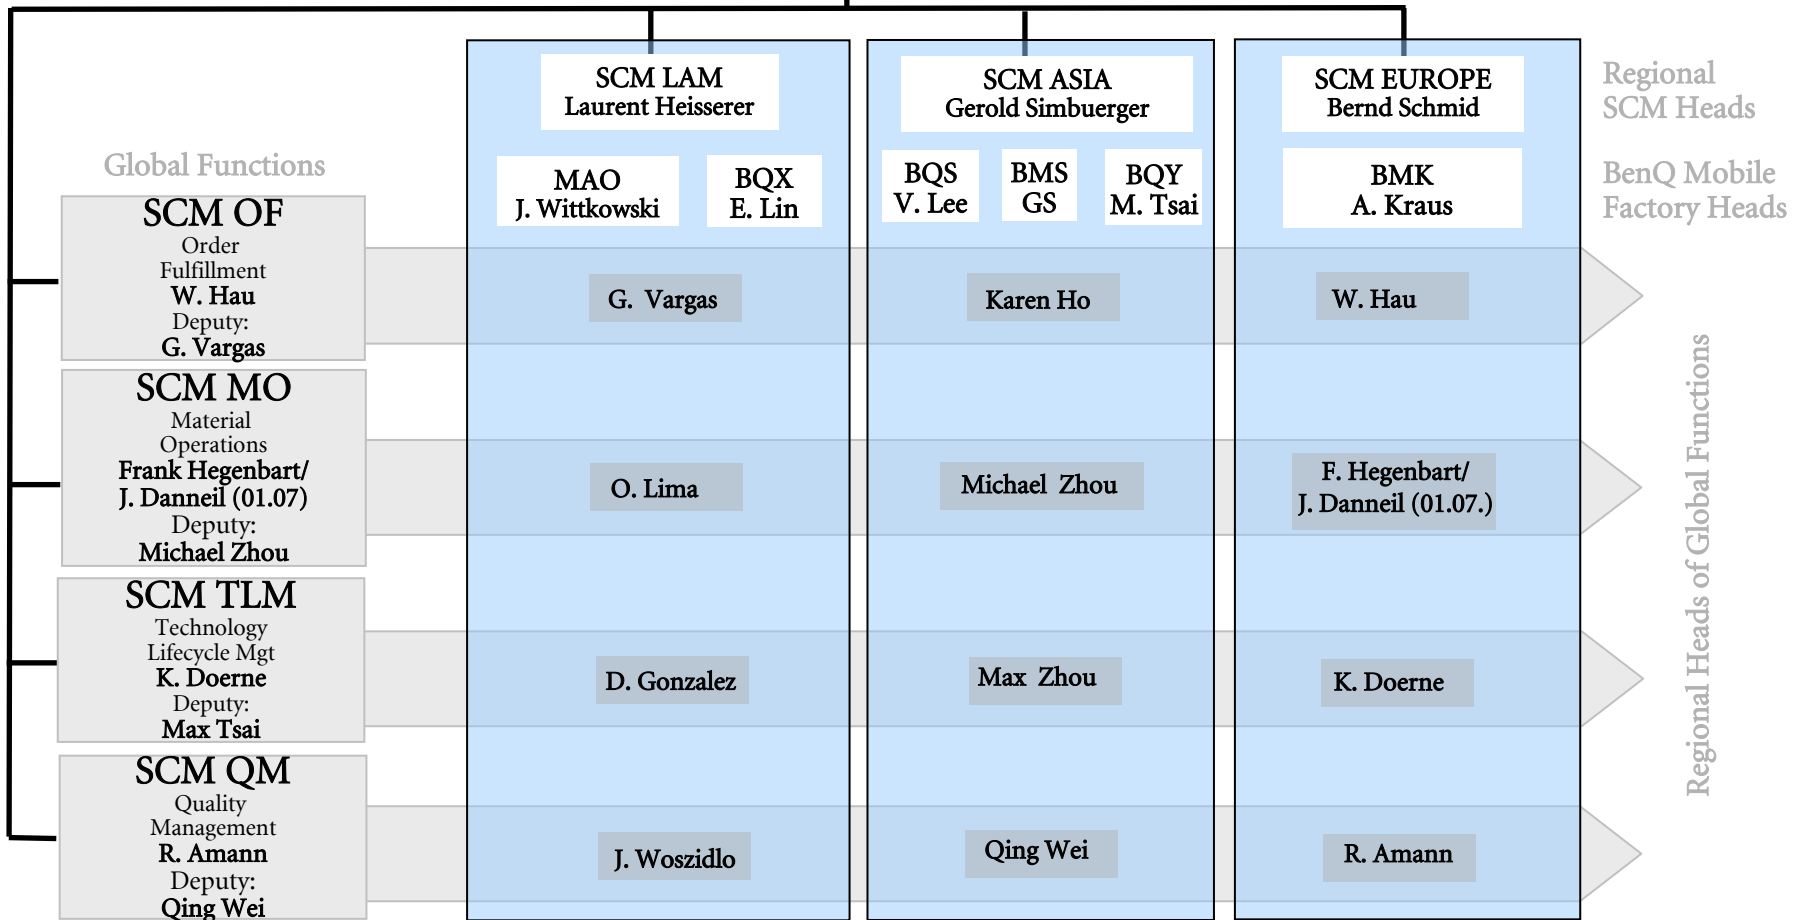 SCM LAM
Laurent Heisserer
SCM ASIA
Gerold Simbuerger
SCM EUROPE
Bernd Schmid
Regional
SCM Heads
Global Functions
MAO
J. Wittkowski
BQX
E. Lin
BQS
V. Lee
BMS
GS
BQY
M. Tsai
BMK
A. Kraus
BenQ Mobile
Factory Heads
SCM OF
Order
Fulfillment
W. Hau
Deputy:
G. Vargas
G. Vargas
Karen Ho
W. Hau
SCM MO
Material
Operations
Frank Hegenbart/
J. Danneil (01.07)
Deputy:
Michael Zhou
O. Lima
Michael Zhou
F. Hegenbart/
J. Danneil (01.07.)
SCM TLM
Technology
Lifecycle Mgt
K. Doerne
Deputy:
Max Tsai
D. Gonzalez
Max Zhou
K. Doerne
SCM QM
Quality
Management
R. Amann
Deputy:
Qing Wei
J. Woszidlo
Qing Wei
R. Amann
Regional Heads of Global Functions